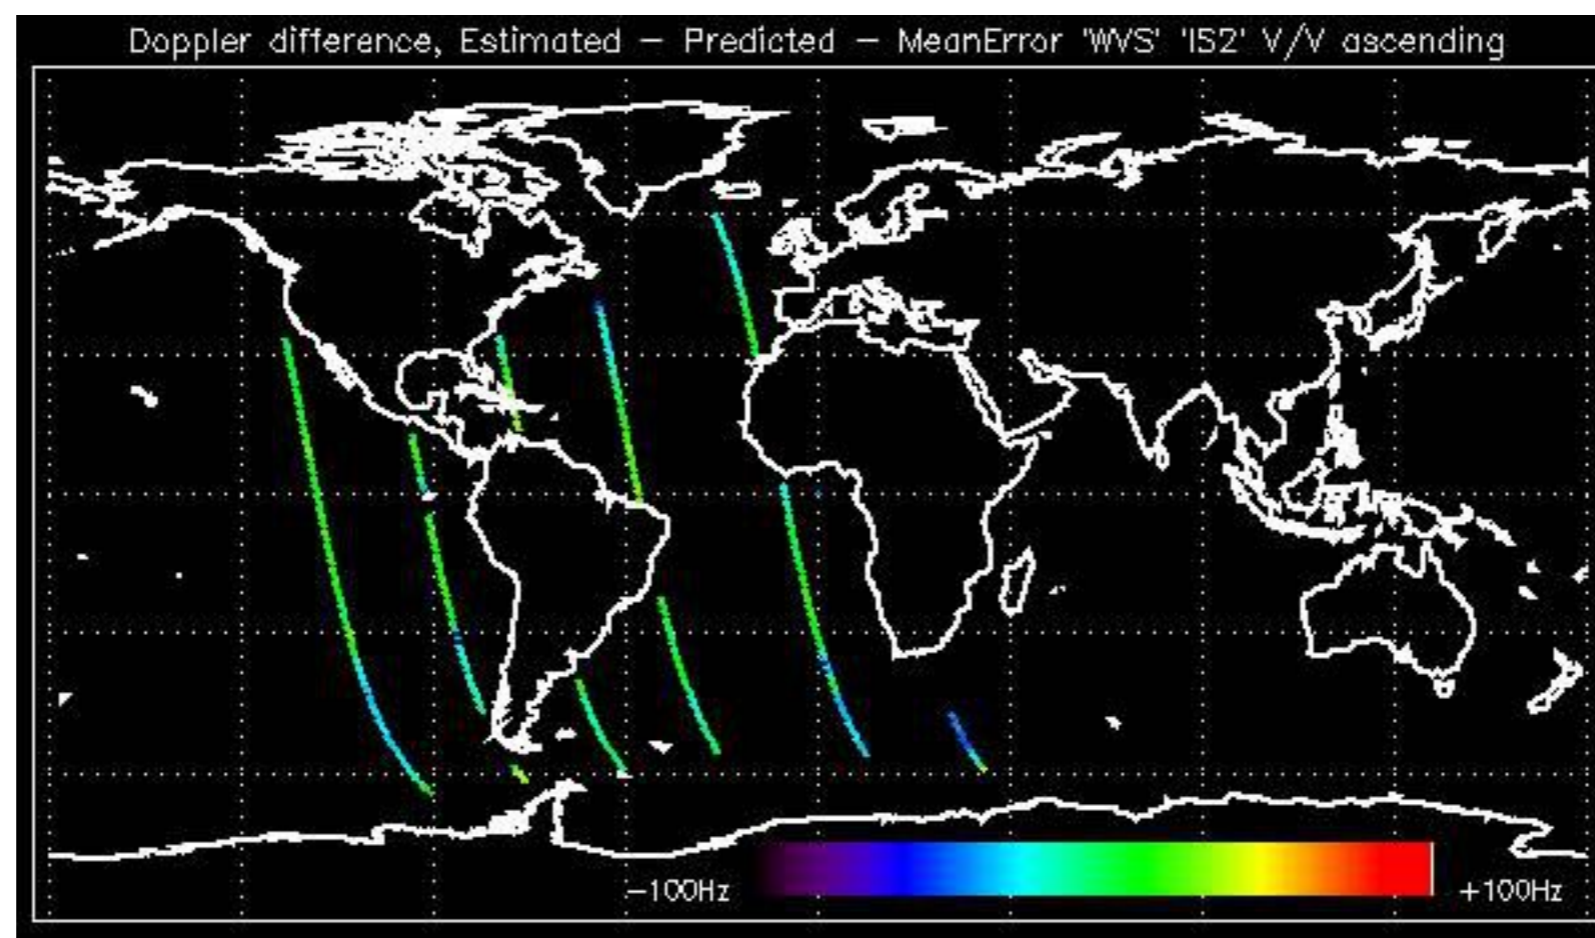 Doppler difference, Estimated – Predicted – MeanError 'WVS' 'IS2' V/V ascending
–100Hz
+100Hz